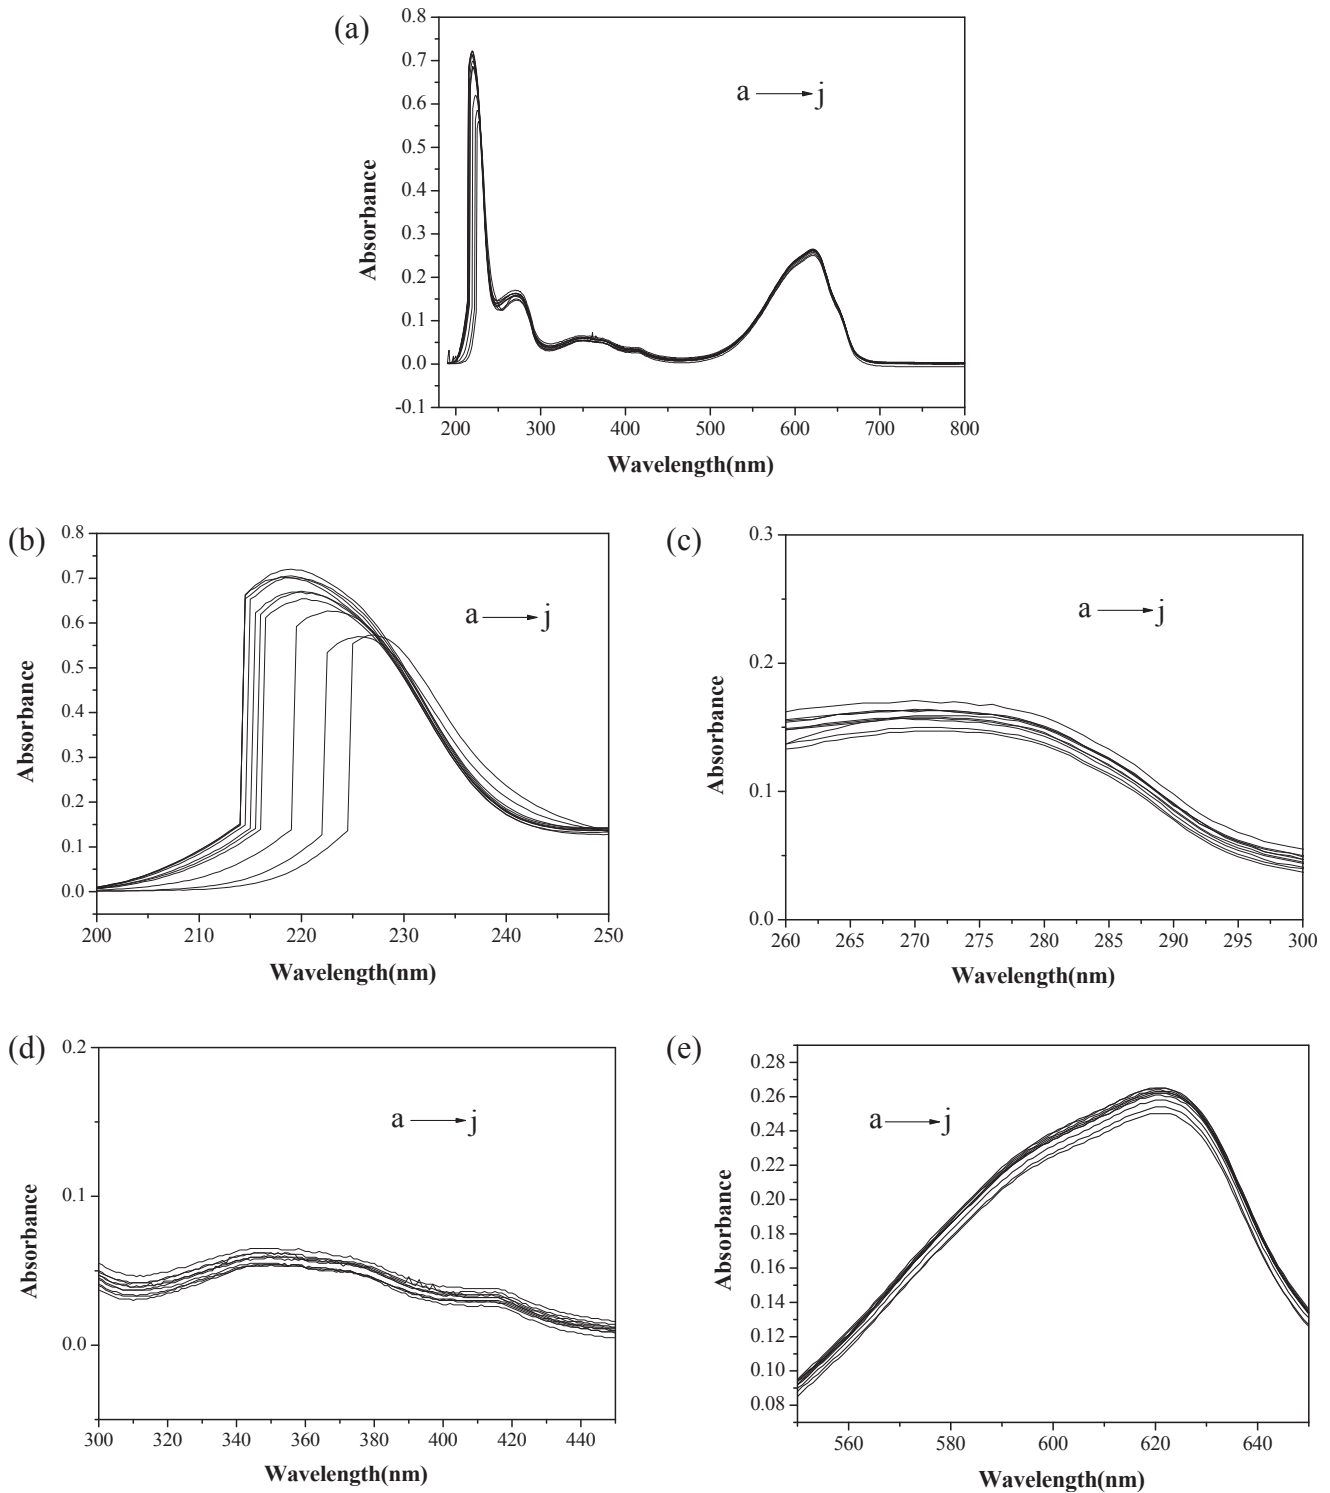 (a)
0.8
0.7
0.6
0.5
0.4
0.3
0.2
0.1
0.0
-0.1
Absorbance
a j
200 300 400 500 600 700 800
Wavelength(nm)
(b)
0.8
0.7
0.6
0.5
0.4
0.3
0.2
0.1
0.0
Absorbance
a j
200 210 220 230 240 250
Wavelength(nm)
(c)
0.3
0.2
0.1
0.0
Absorbance
a j
260 265 270 275 280 285 290 295 300
Wavelength(nm)
(d)
0.2
0.1
0.0
Absorbance
a j
300 320 340 360 380 400 420 440
Wavelength(nm)
(e)
0.28
0.26
0.24
0.22
0.20
0.18
0.16
0.14
0.12
0.10
0.08
Absorbance
a j
560 580 600 620 640
Wavelength(nm)